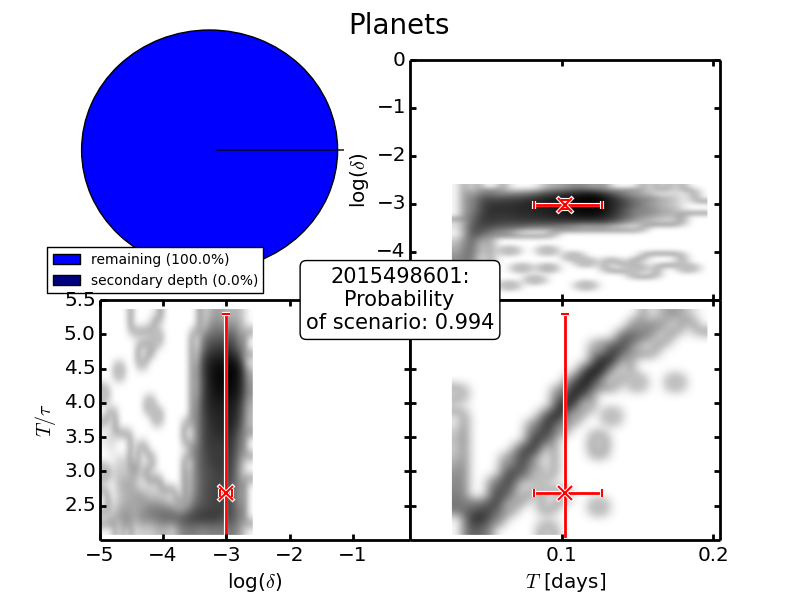 Planets
remaining (100.0%)
secondary depth (0.0%)
0
−1
−2
−3
−4
log(δ)
2015498601:
Probability
of scenario: 0.994
5.5
5.0
4.5
4.0
3.5
3.0
2.5
T/τ
−5
−4
−3
−2
−1
log(δ)
0.1
0.2
T [days]